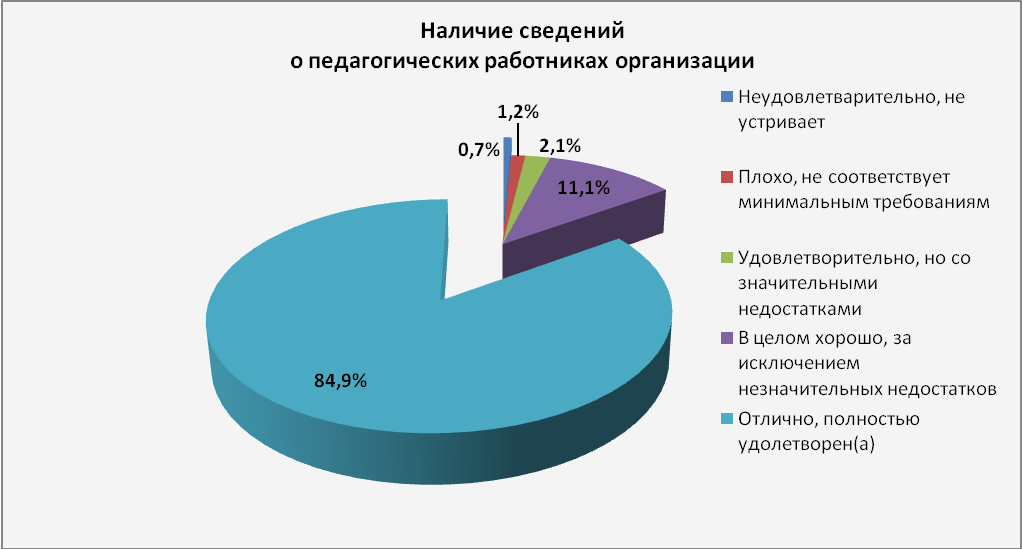 Наличие сведений
о педагогических работниках организации
1,2%
0,7%
2,1%
11,1%
84,9%
Неудовлетварительно, не
устривает
Плохо, не соответствует
минимальным требованиям
Удовлетворительно, но со
значительными
недостатками
В целом хорошо, за
исключением
незначительных недостатков
Отлично, полностью
удолетворен(а)